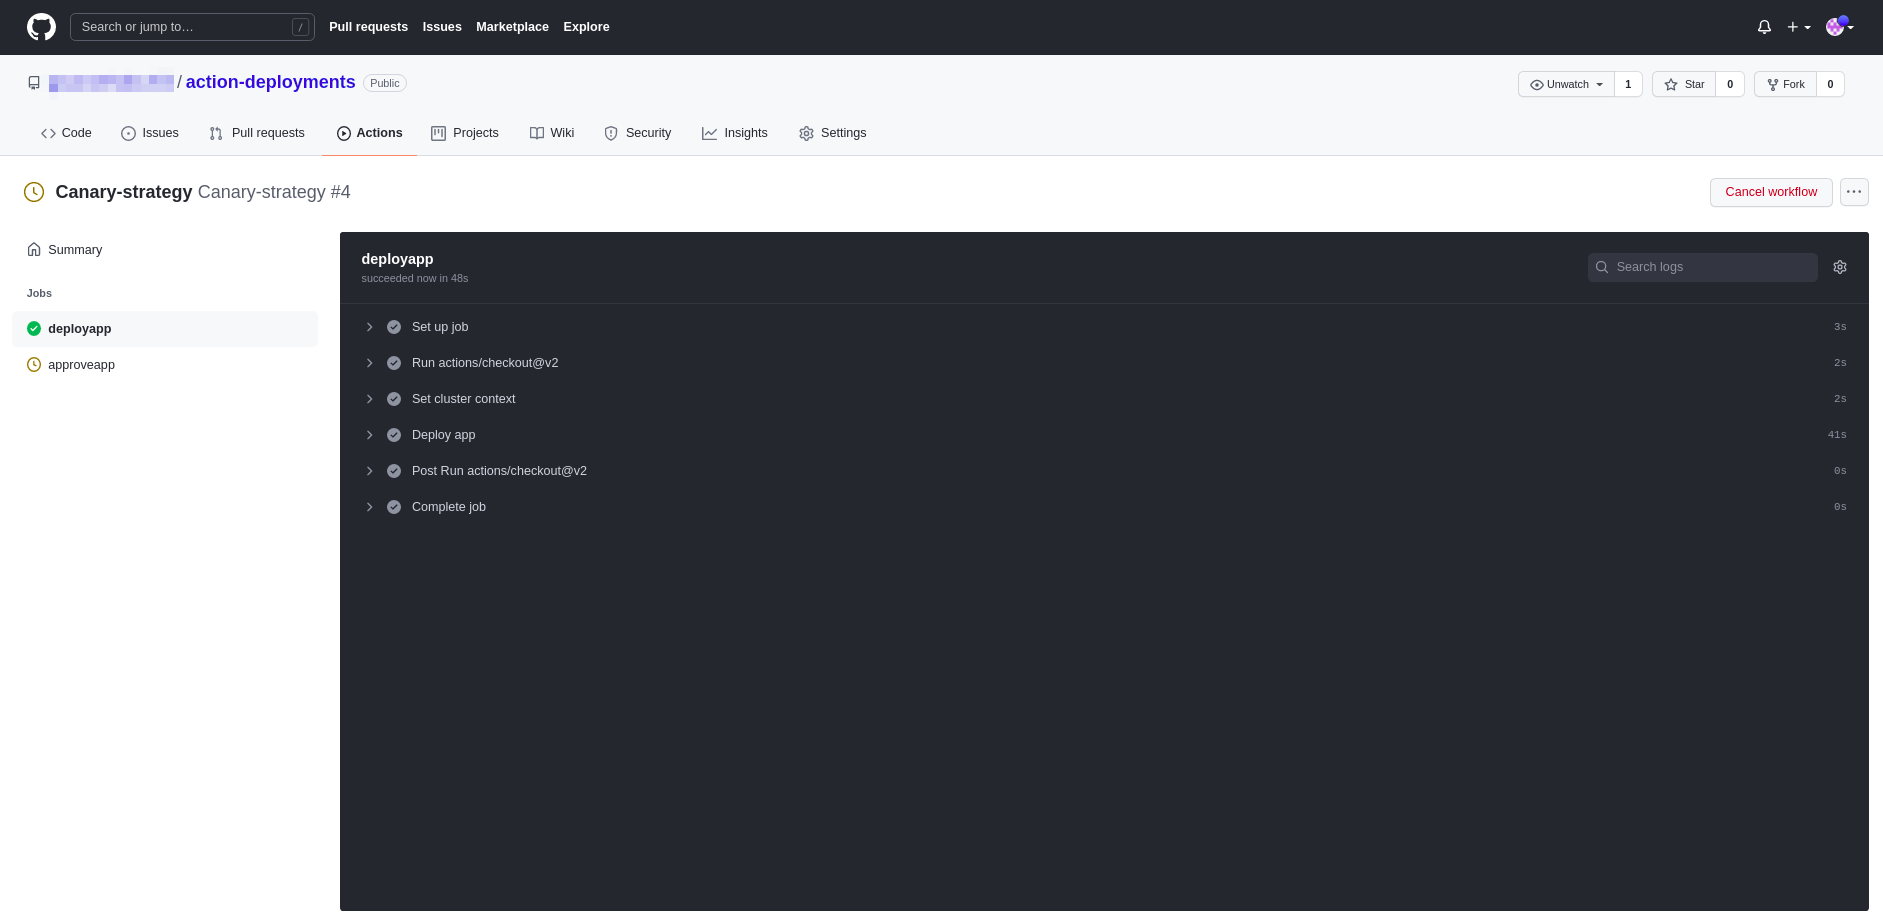 Search or jump to… /
Pull requests Issues Marketplace Explore
/ action-deployments Public
Unwatch 1 Star 0 Fork 0
Code Issues Pull requests Actions Projects Wiki Security Insights Settings
Canary-strategy Canary-strategy #4
Cancel workflow
Summary
Jobs
deployapp
approveapp
deployapp
succeeded now in 48s
Search logs
Set up job 3s
Run actions/checkout@v2 2s
Set cluster context 2s
Deploy app 41s
Post Run actions/checkout@v2 0s
Complete job 0s